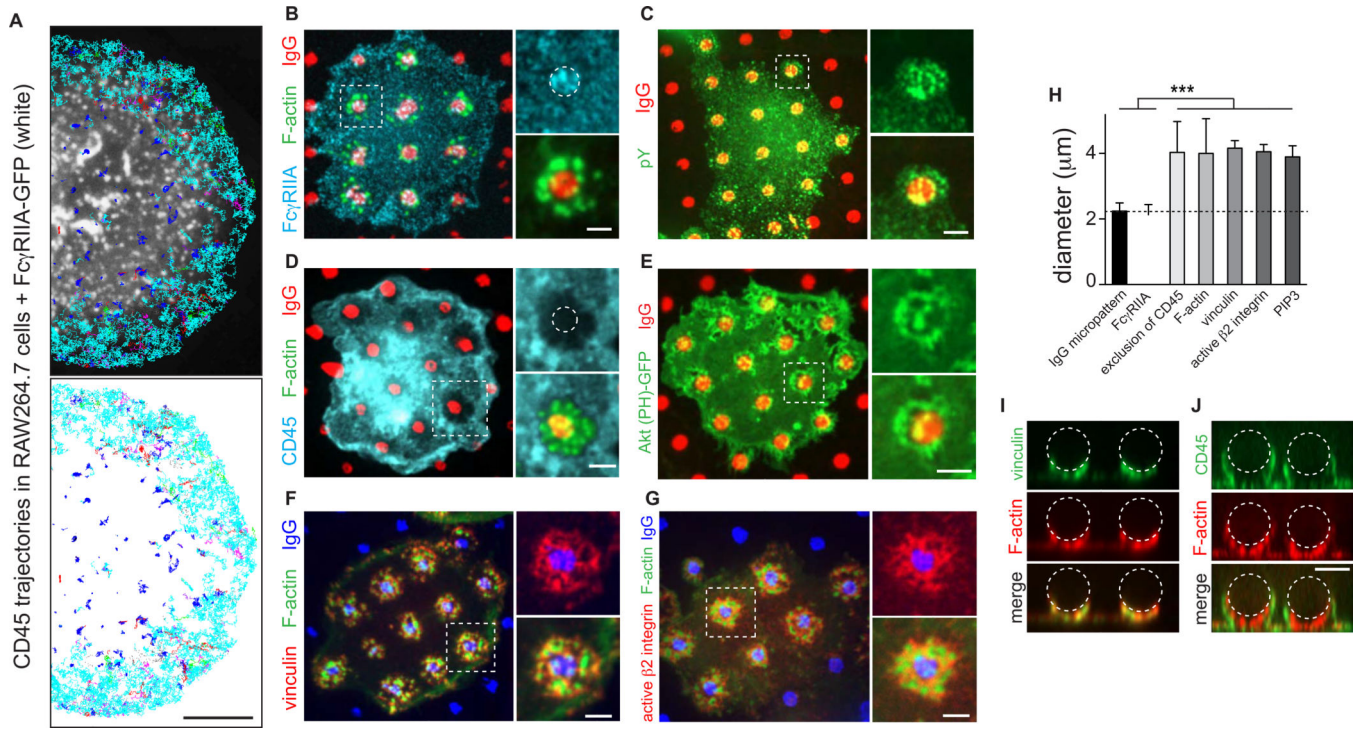 A
CD45 trajectories in RAW264.7 cells + FcγRIIA-GFP (white)
B
FcγRIIA F-actin IgG
C
pY IgG
D
CD45 F-actin IgG
E
Akt (PH)-GFP IgG
F
vinculin F-actin IgG
G
active β2 integrin F-actin IgG
H
***
diameter (μm)
4
2
0
IgG micropattern
FcγRIIA
exclusion of CD45
F-actin
vinculin
active β2 integrin
PIP3
I
vinculin
F-actin
merge
J
CD45
F-actin
merge